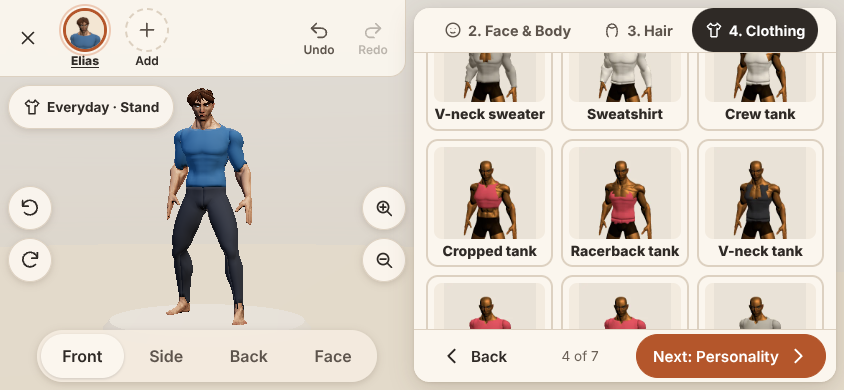 Elias
Add
Undo
Redo
Everyday · Stand
Front
Side
Back
Face
2. Face & Body
3. Hair
4. Clothing
V-neck sweater
Sweatshirt
Crew tank
Cropped tank
Racerback tank
V-neck tank
Back
4 of 7
Next: Personality